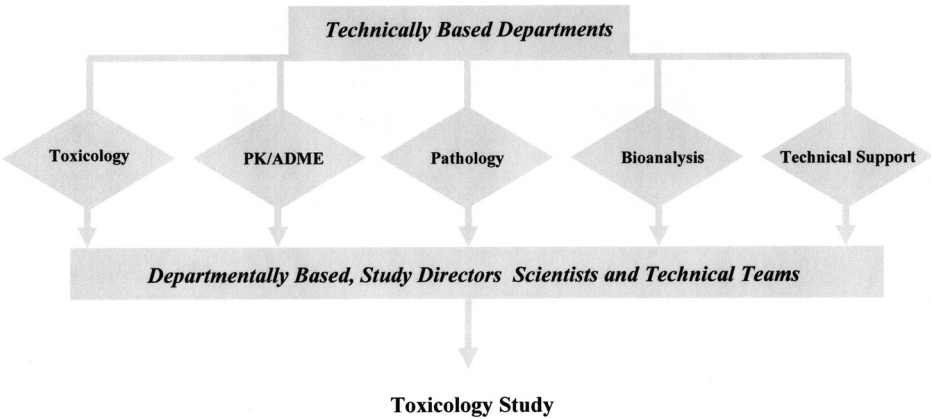 Technically Based Departments
Toxicology
PK/ADME
Pathology
Bioanalysis
Technical Support
Departmentally Based, Study Directors Scientists and Technical Teams
Toxicology Study